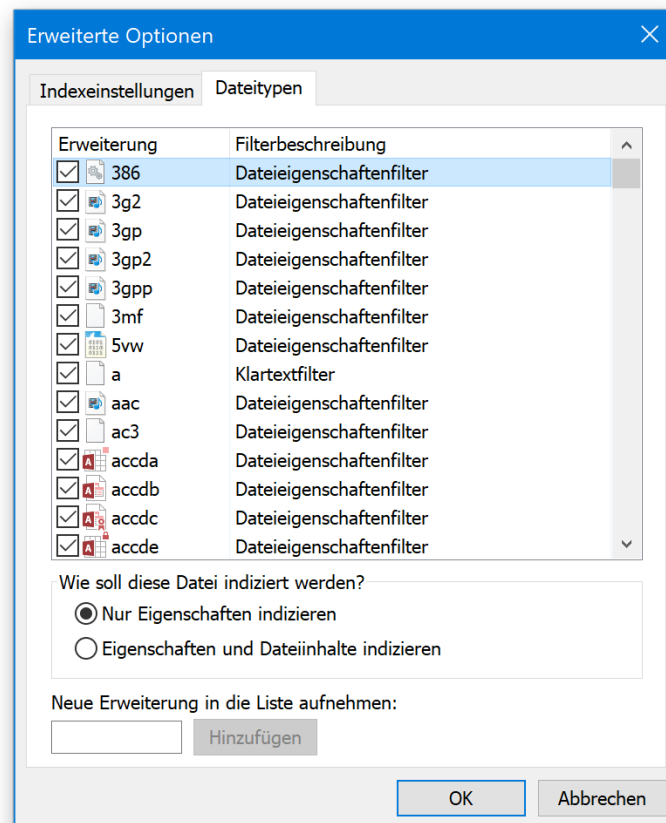 Erweiterte Optionen
Indexeinstellungen Dateitypen
Erweiterung Filterbeschreibung
386 Dateieigenschaftenfilter
3g2 Dateieigenschaftenfilter
3gp Dateieigenschaftenfilter
3gp2 Dateieigenschaftenfilter
3gpp Dateieigenschaftenfilter
3mf Dateieigenschaftenfilter
5vw Dateieigenschaftenfilter
a Klartextfilter
aac Dateieigenschaftenfilter
ac3 Dateieigenschaftenfilter
accda Dateieigenschaftenfilter
accdb Dateieigenschaftenfilter
accdc Dateieigenschaftenfilter
accde Dateieigenschaftenfilter
Wie soll diese Datei indiziert werden?
Nur Eigenschaften indizieren
Eigenschaften und Dateiinhalte indizieren
Neue Erweiterung in die Liste aufnehmen:
Hinzufügen
OK Abbrechen